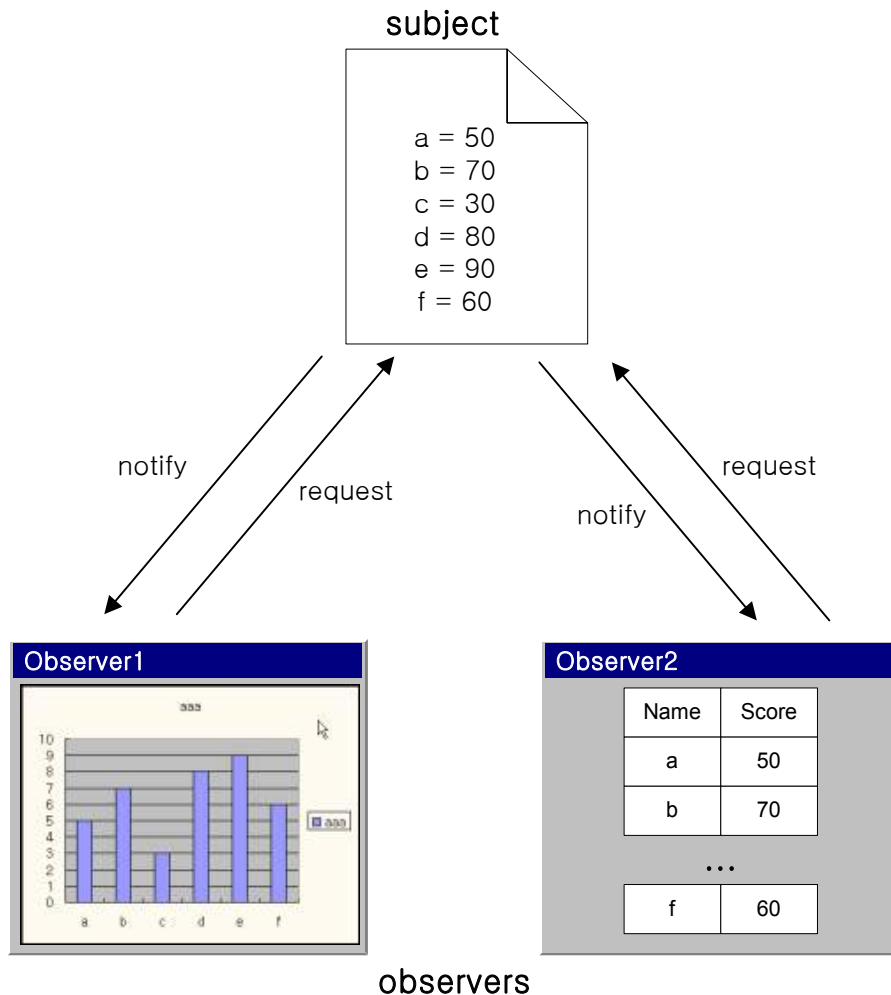 subject
a = 50
b = 70
c = 30
d = 80
e = 90
f = 60
notify
request
notify
request
Observer1
aaa
10
9
8
7
6
5
4
3
2
1
0
a b c d e f
aaa
Observer2
Name Score
a 50
b 70
...
f 60
observers